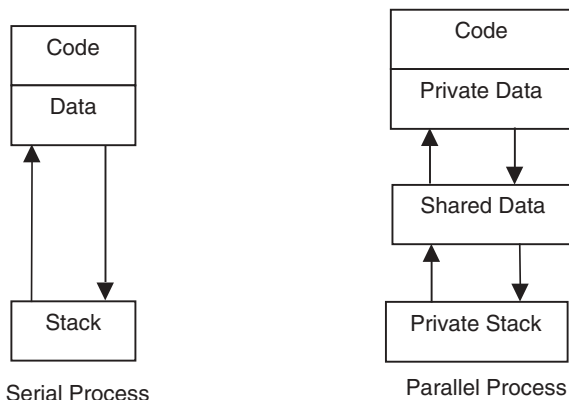 Code
Data
Stack
Serial Process
Code
Private Data
Shared Data
Private Stack
Parallel Process